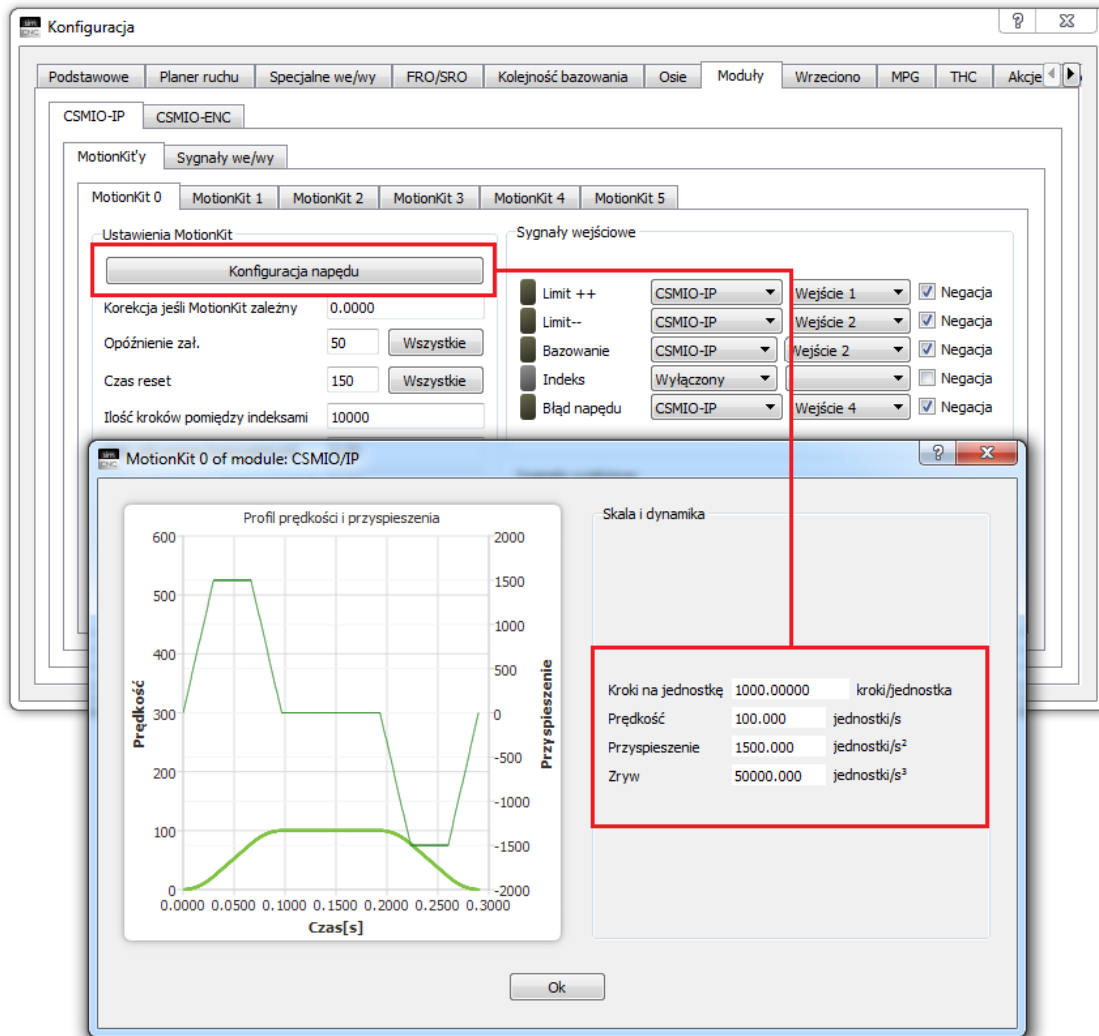 sim
CNC
Konfiguracja
Podstawowe Planer ruchu Specjalne we/wy FRO/SRO Kolejność bazowania Osie Moduły Wrzeciono MPG THC Akcje
CSMIO-IP CSMIO-ENC
MotionKit'y Sygnały we/wy
MotionKit 0 MotionKit 1 MotionKit 2 MotionKit 3 MotionKit 4 MotionKit 5
Ustawienia MotionKit
Konfiguracja napędu
Korekcja jeśli MotionKit zależny 0.0000
Opóźnienie zał. 50 Wszystkie
Czas reset 150 Wszystkie
Ilość kroków pomiędzy indeksami 10000
Sygnały wejściowe
Limit ++ CSMIO-IP Wejście 1 Negacja
Limit-- CSMIO-IP Wejście 2 Negacja
Bazowanie CSMIO-IP Wejście 2 Negacja
Indeks Wyłączony Negacja
Błąd napędu CSMIO-IP Wejście 4 Negacja
MotionKit 0 of module: CSMIO/IP
Profil prędkości i przyspieszenia
600
500
400
300
200
100
0
Prędkość
2000
1500
1000
500
0
-500
-1000
-1500
-2000
Przyspieszenie
0.0000 0.0500 0.1000 0.1500 0.2000 0.2500 0.3000
Czas[s]
Skala i dynamika
Kroki na jednostkę 1000.00000 kroki/jednostka
Prędkość 100.000 jednostki/s
Przyspieszenie 1500.000 jednostki/s²
Zryw 50000.000 jednostki/s³
Ok